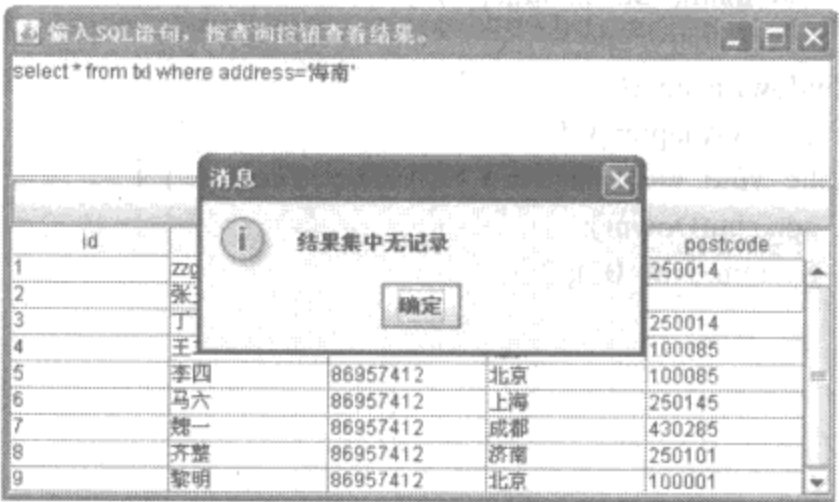 输入SQL语句,按查询按钮查看结果。
select * from txl where address='海南'
消息
结果集中无记录
确定
id postcode
1 250014
2 张
3 丁 250014
4 王 100085
5 李四 86957412 北京 100085
6 马六 86957412 上海 250145
7 魏一 86957412 成都 430285
8 齐整 86957412 济南 250101
9 黎明 86957412 北京 100001